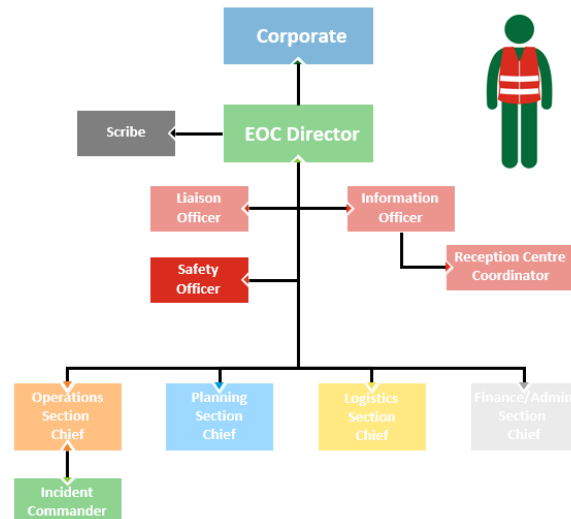 Corporate
Scribe
EOC Director
Liaison
Officer
Information
Officer
Safety
Officer
Reception Centre
Coordinator
Operations
Section
Chief
Planning
Section
Chief
Logistics
Section
Chief
Finance/Admin
Section
Chief
Incident
Commander